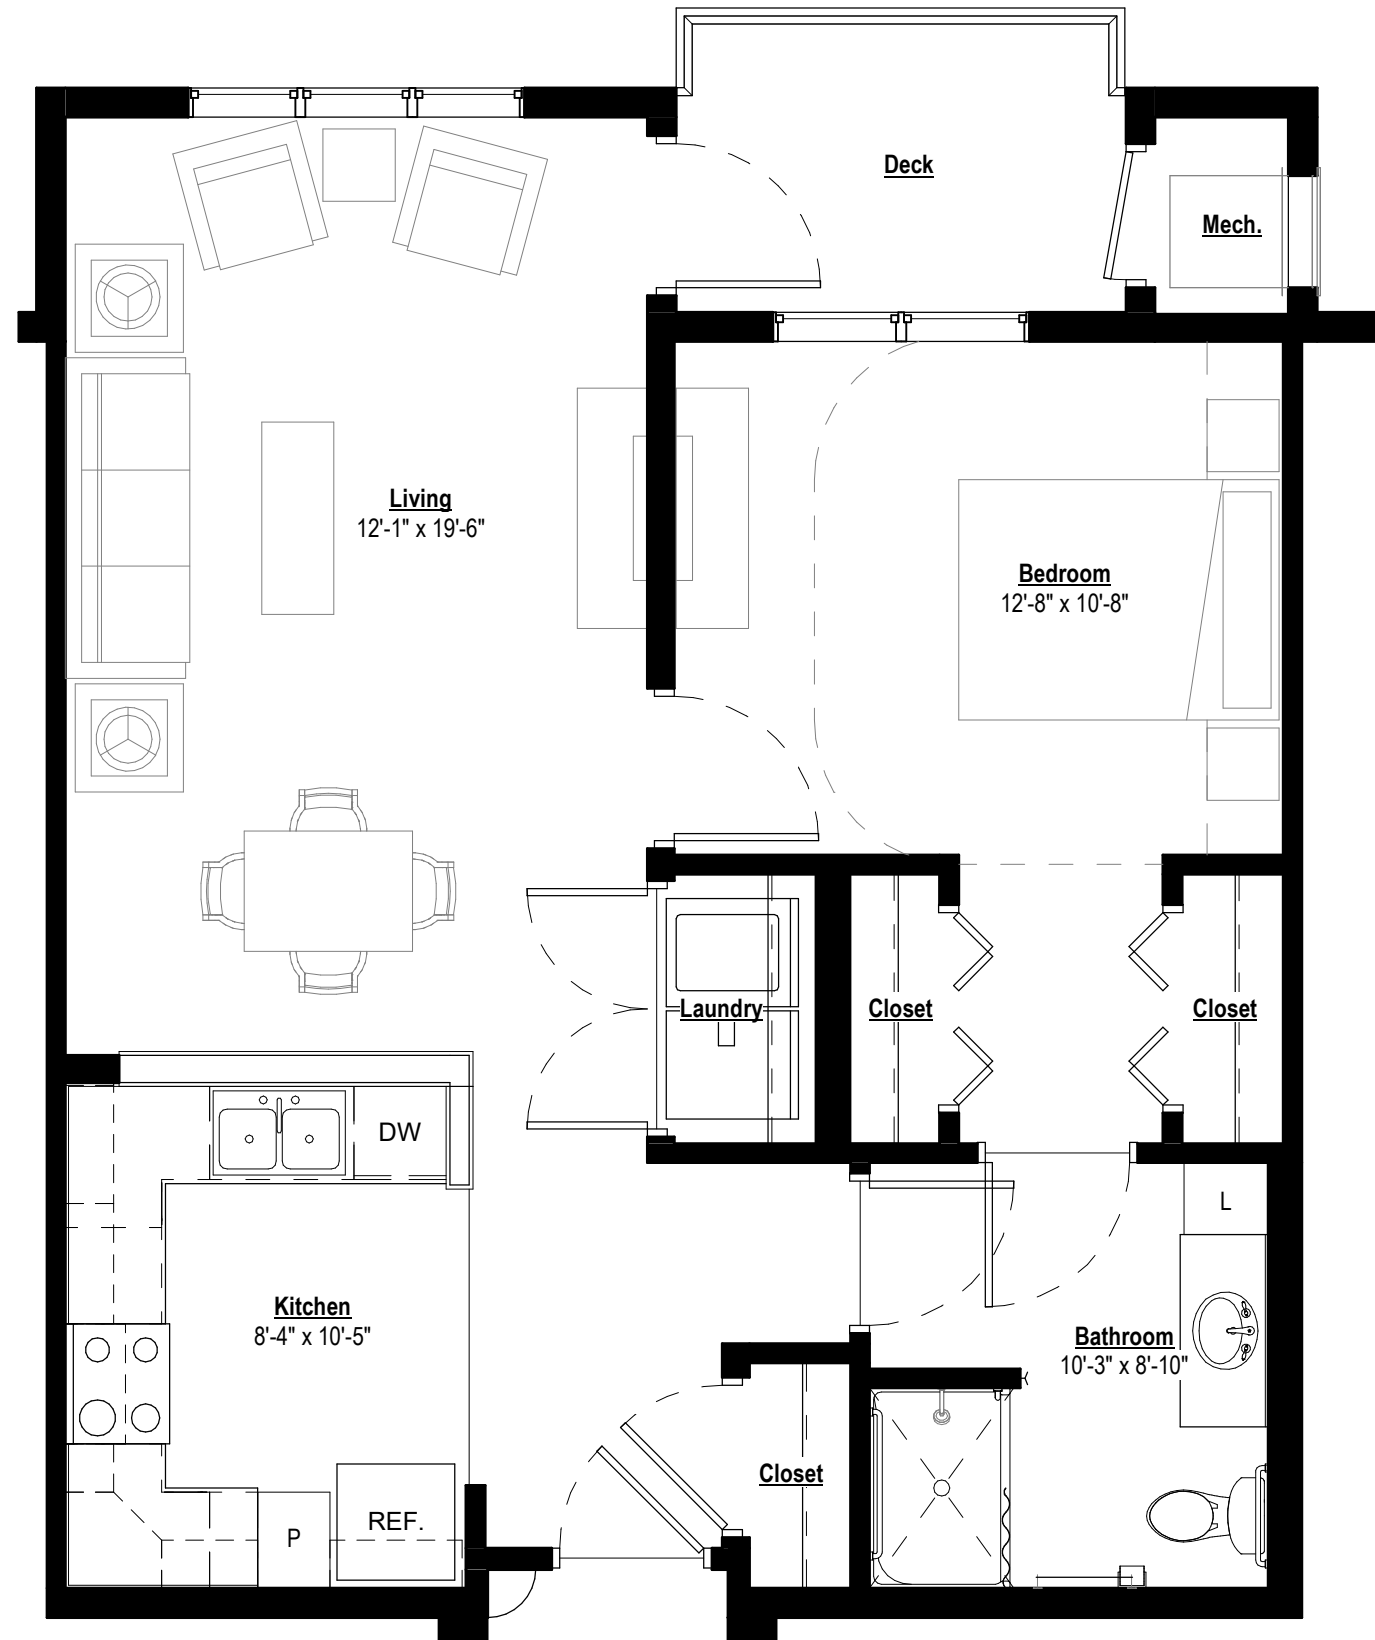 Deck
Mech.
Living
12'-1" x 19'-6"
Bedroom
12'-8" x 10'-8"
Laundry
Closet
Closet
DW
L
Kitchen
8'-4" x 10'-5"
Bathroom
10'-3" x 8'-10"
Closet
REF.
P